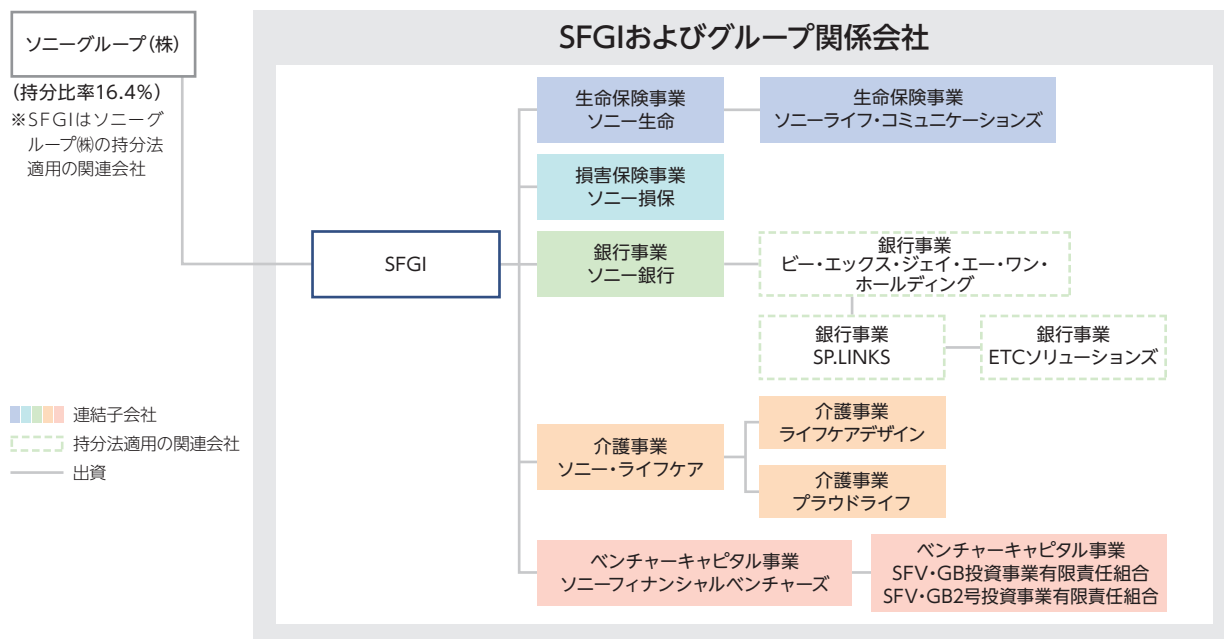 ソニーグループ(株)
(持分比率16.4%)
※SFGIはソニーグ
ループ㈱の持分法
適用の関連会社
SFGIおよびグループ関係会社
SFGI
生命保険事業
ソニー生命
生命保険事業
ソニーライフ・コミュニケーションズ
損害保険事業
ソニー損保
銀行事業
ソニー銀行
銀行事業
ビー・エックス・ジェイ・エー・ワン・
ホールディング
銀行事業
SP.LINKS
銀行事業
ETCソリューションズ
介護事業
ソニー・ライフケア
介護事業
ライフケアデザイン
介護事業
プラウドライフ
ベンチャーキャピタル事業
ソニーフィナンシャルベンチャーズ
ベンチャーキャピタル事業
SFV・GB投資事業有限責任組合
SFV・GB2号投資事業有限責任組合
連結子会社
持分法適用の関連会社
出資